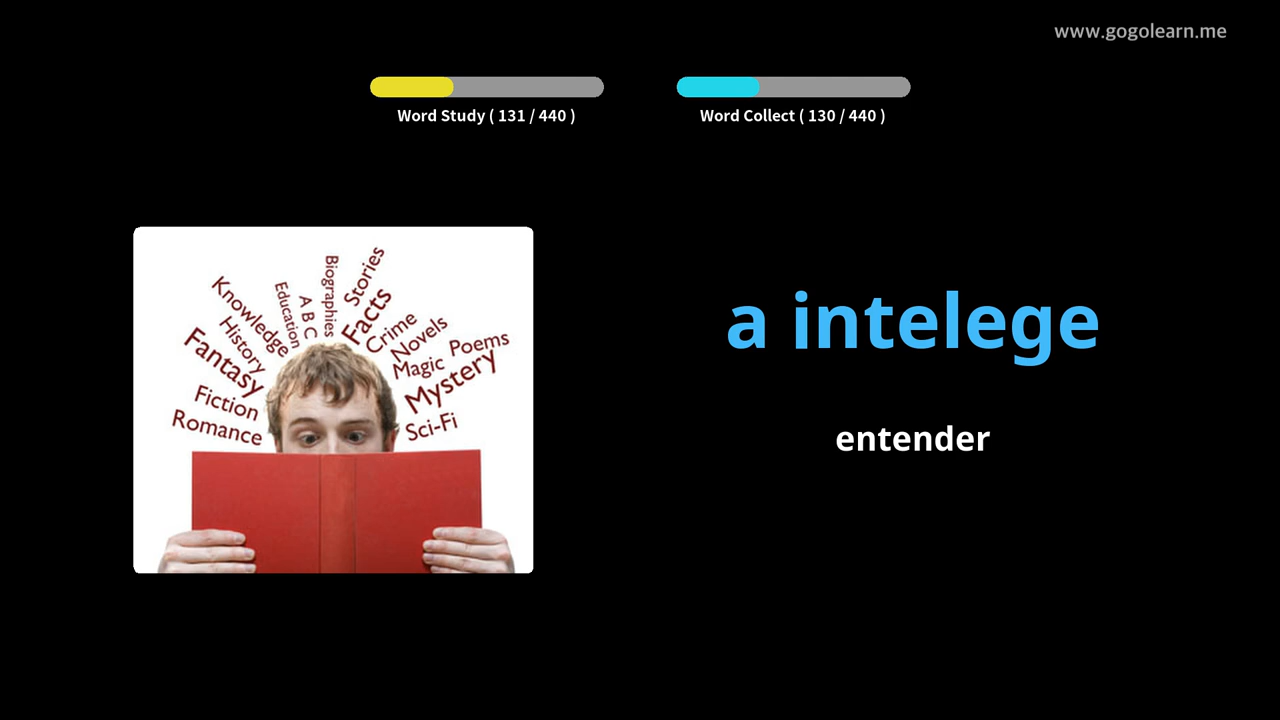 www.gogolearn.me
Word Study ( 131 / 440 )
Word Collect ( 130 / 440 )
Biographies
Stories
Education
A B C
Facts
Knowledge
Crime
History
Novels
Fantasy
Magic
Poems
Mystery
Fiction
Romance
Sci-Fi
a intelege
entender